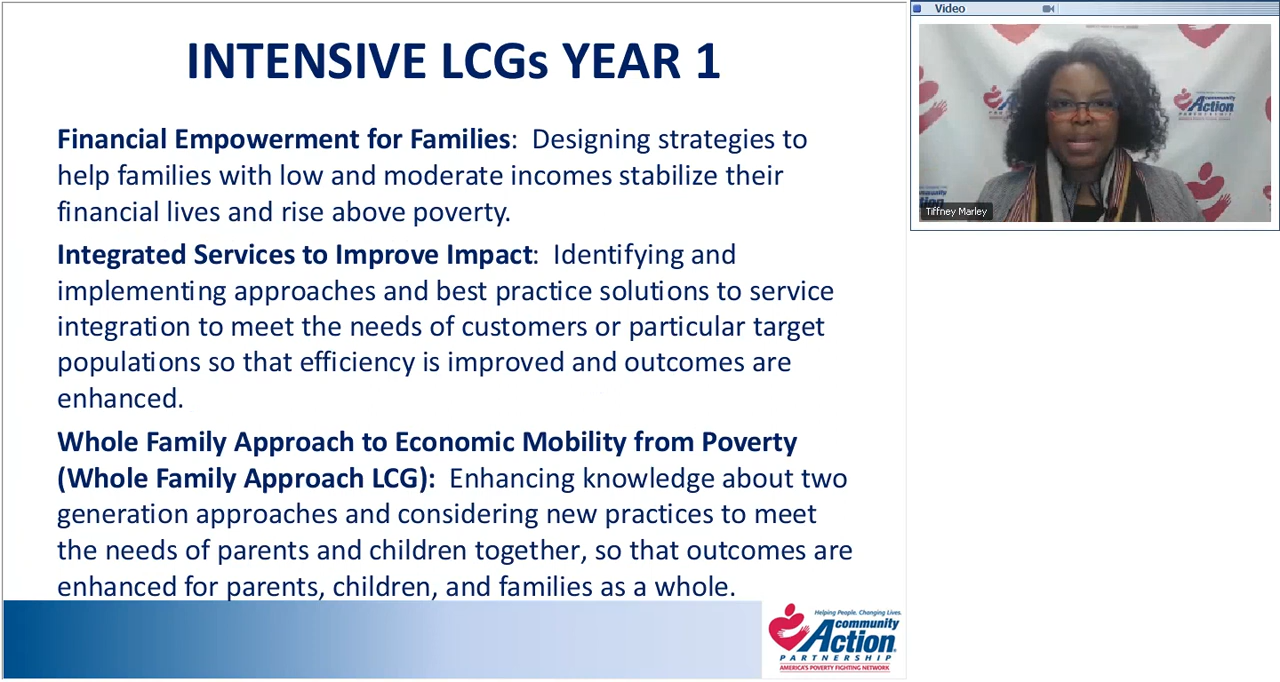 INTENSIVE LCGs YEAR 1
Financial Empowerment for Families:  Designing strategies to
help families with low and moderate incomes stabilize their
financial lives and rise above poverty.
Integrated Services to Improve Impact:  Identifying and
implementing approaches and best practice solutions to service
integration to meet the needs of customers or particular target
populations so that efficiency is improved and outcomes are
enhanced.
Whole Family Approach to Economic Mobility from Poverty
(Whole Family Approach LCG):  Enhancing knowledge about two
generation approaches and considering new practices to meet
the needs of parents and children together, so that outcomes are
enhanced for parents, children, and families as a whole.
Helping People. Changing Lives.
community
Action
PARTNERSHIP
AMERICA'S POVERTY FIGHTING NETWORK
Video
community
Action
Tiffney Marley